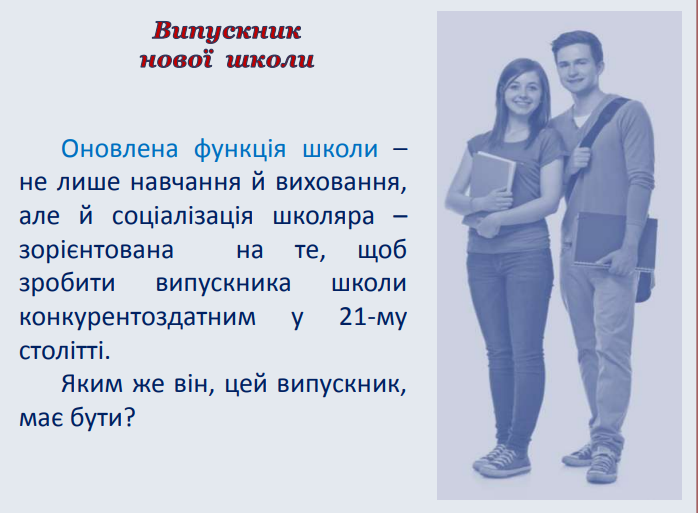 Випускник
нової школи
Оновлена функція школи –
не лише навчання й виховання,
але й соціалізація школяра –
зорієнтована на те, щоб
зробити випускника школи
конкурентоздатним у 21-му
столітті.
Яким же він, цей випускник,
має бути?